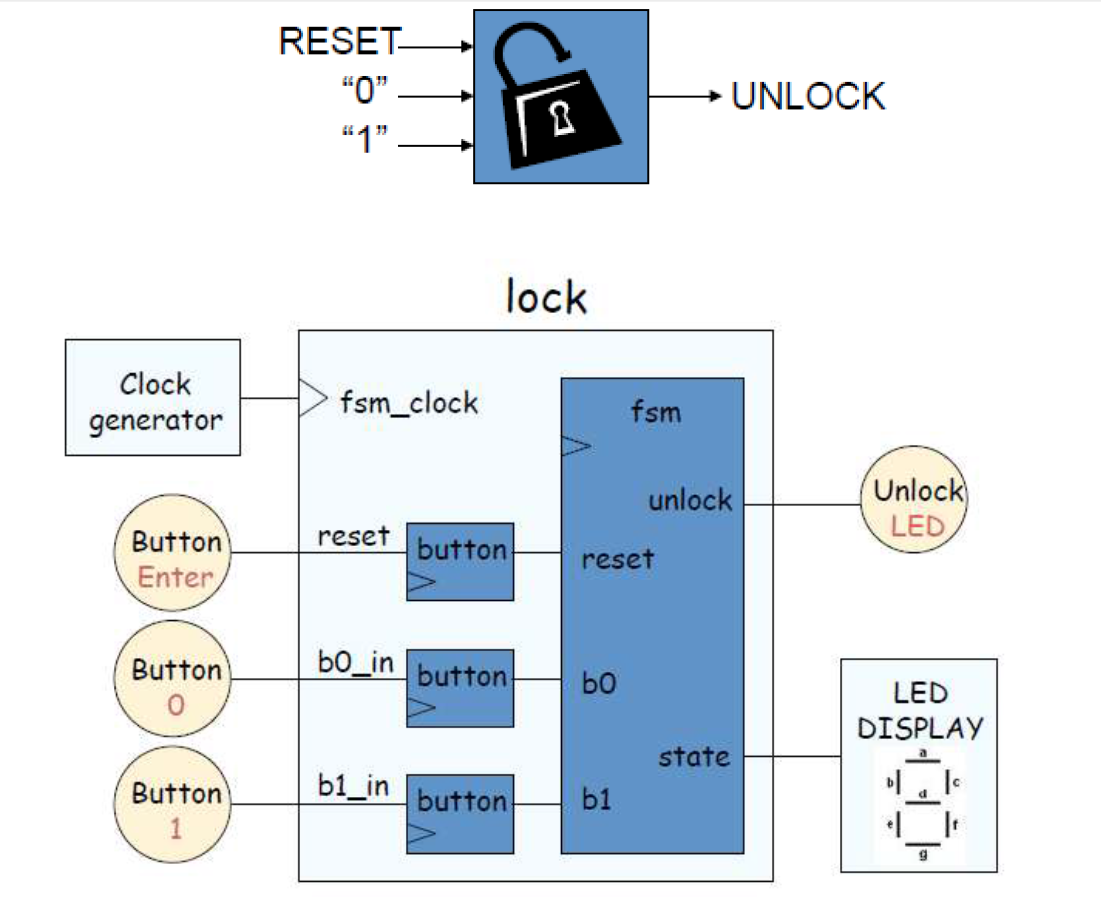 RESET
“0”
“1”
UNLOCK
lock
Clock
generator
fsm_clock
fsm
unlock
Unlock
LED
Button
Enter
reset
button
reset
Button
0
b0_in
button
b0
LED
DISPLAY
state
a
b
c
d
e
f
g
Button
1
b1_in
button
b1